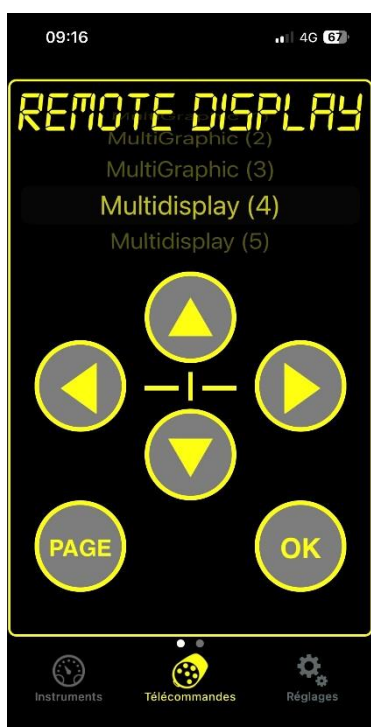 09:16 4G 67
REMOTE DISPLAY
MultiGraphic (2)
MultiGraphic (3)
Multidisplay (4)
Multidisplay (5)
PAGE OK
Instruments Télécommandes Réglages